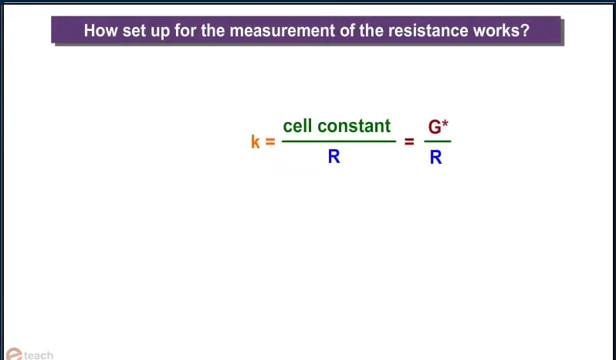 How set up for the measurement of the resistance works?
k = cell constant / R = G* / R
e teach